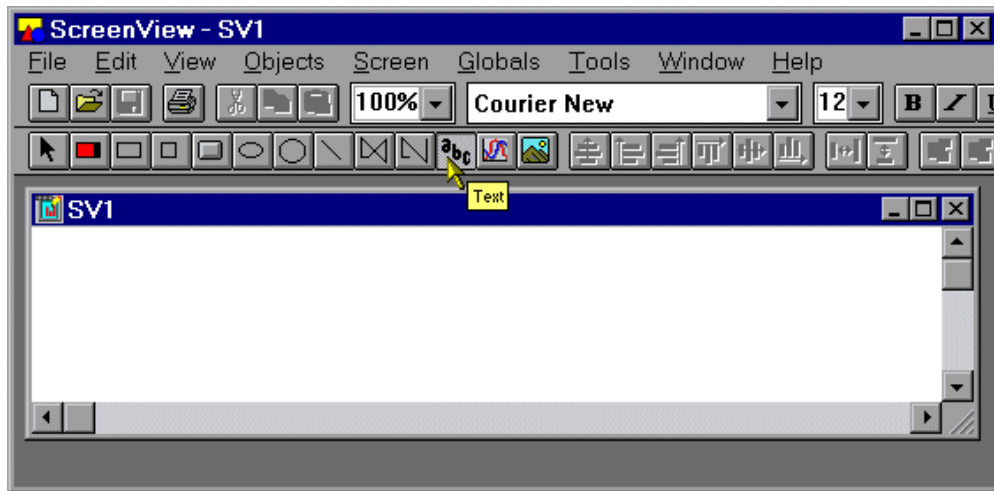 ScreenView - SV1
File Edit View Objects Screen Globals Tools Window Help
100% Courier New 12 B I U
abc
Text
SV1